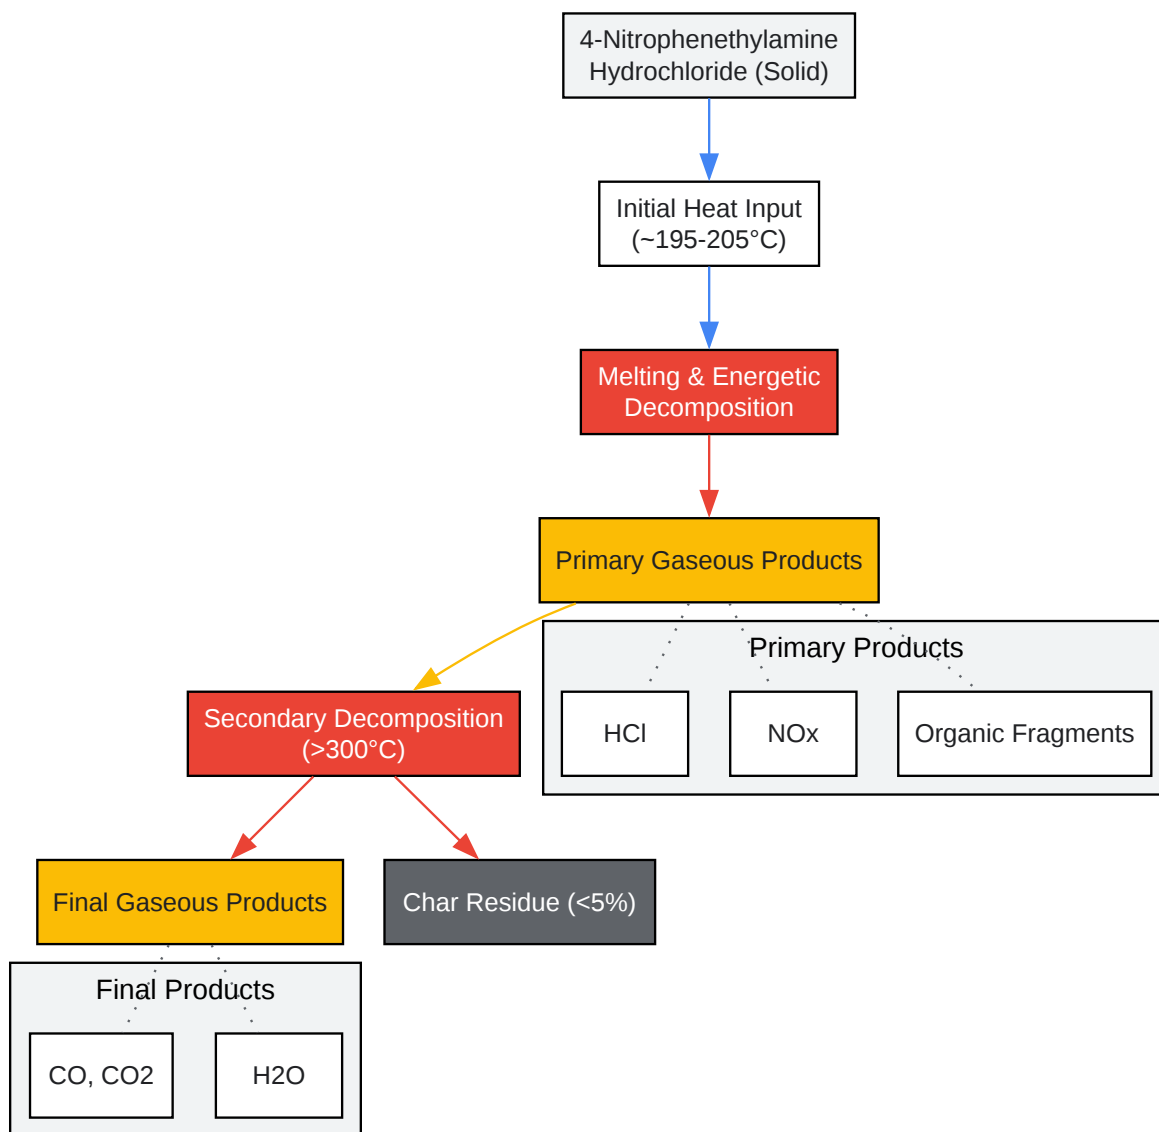 4-Nitrophenethylamine
Hydrochloride (Solid)
Initial Heat Input
(~195-205°C)
Melting & Energetic
Decomposition
Primary Gaseous Products
Primary Products
HCl
NOx
Organic Fragments
Secondary Decomposition
(>300°C)
Final Gaseous Products
Char Residue (<5%)
Final Products
CO, CO2
H2O